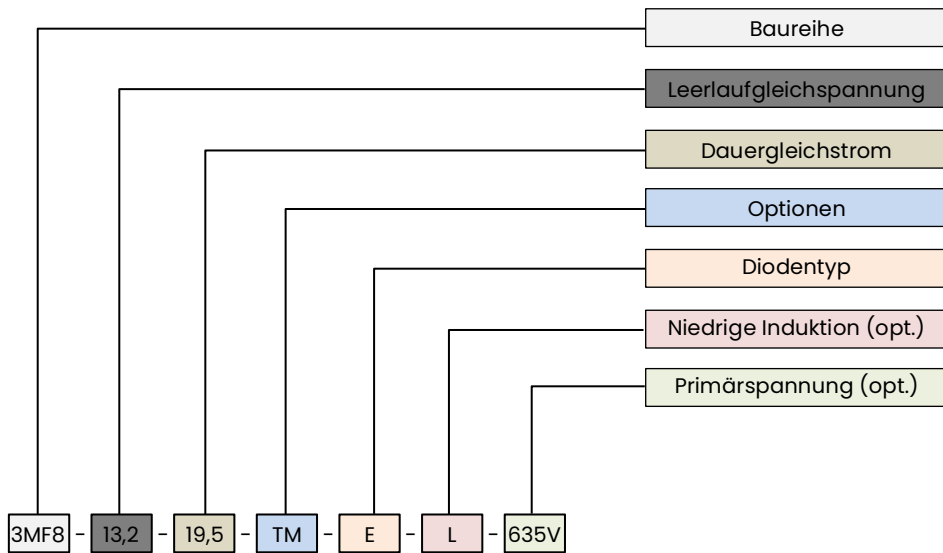 Baureihe
Leerlaufgleichspannung
Dauergleichstrom
Optionen
Diodentyp
Niedrige Induktion (opt.)
Primärspannung (opt.)
3MF8 - 13,2 - 19,5 - TM - E - L - 635V